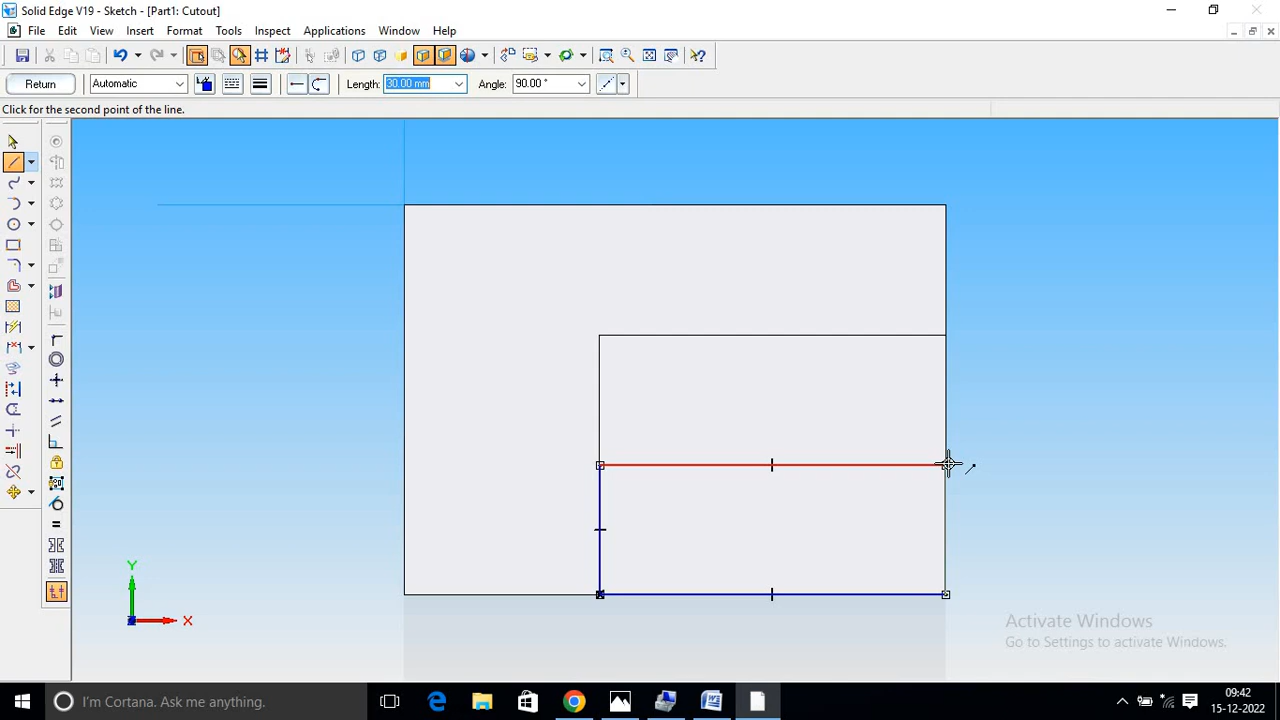 Solid Edge V19 - Sketch - [Part1: Cutout]
File Edit View Insert Format Tools Inspect Applications Window Help
Return Automatic Length: 30.00 mm Angle: 90.00 °
Click for the second point of the line.
Y
X
Activate Windows
Go to Settings to activate Windows.
I'm Cortana. Ask me anything.
09:42
15-12-2022